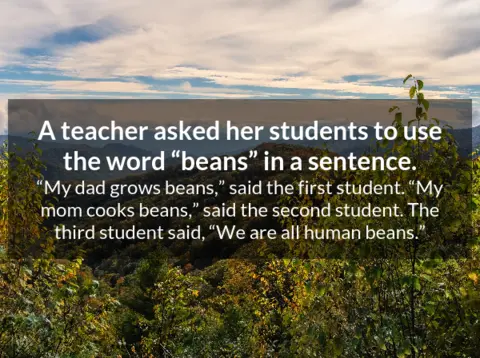 A teacher asked her students to use
the word “beans” in a sentence.
“My dad grows beans,” said the first student. “My
mom cooks beans,” said the second student. The
third student said, “We are all human beans.”